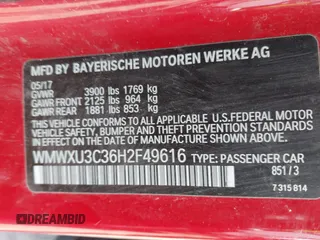 MFD BY BAYERISCHE MOTOREN WERKE AG
05/17
GVWR 3900 lbs 1769 kg
GAWR FRONT 2125 lbs 964 kg
GAWR REAR 1881 lbs 853 kg
THIS VEHICLE CONFORMS TO ALL APPLICABLE U.S. FEDERAL MOTOR VEHICLE SAFETY, BUMPER, AND THEFT PREVENTION STANDARDS IN EFFECT ON THE DATE OF MANUFACTURE SHOWN ABOVE.
WMWXU3C36H2F49616 TYPE: PASSENGER CAR
851 / 3
7 315 814
DREAMBID